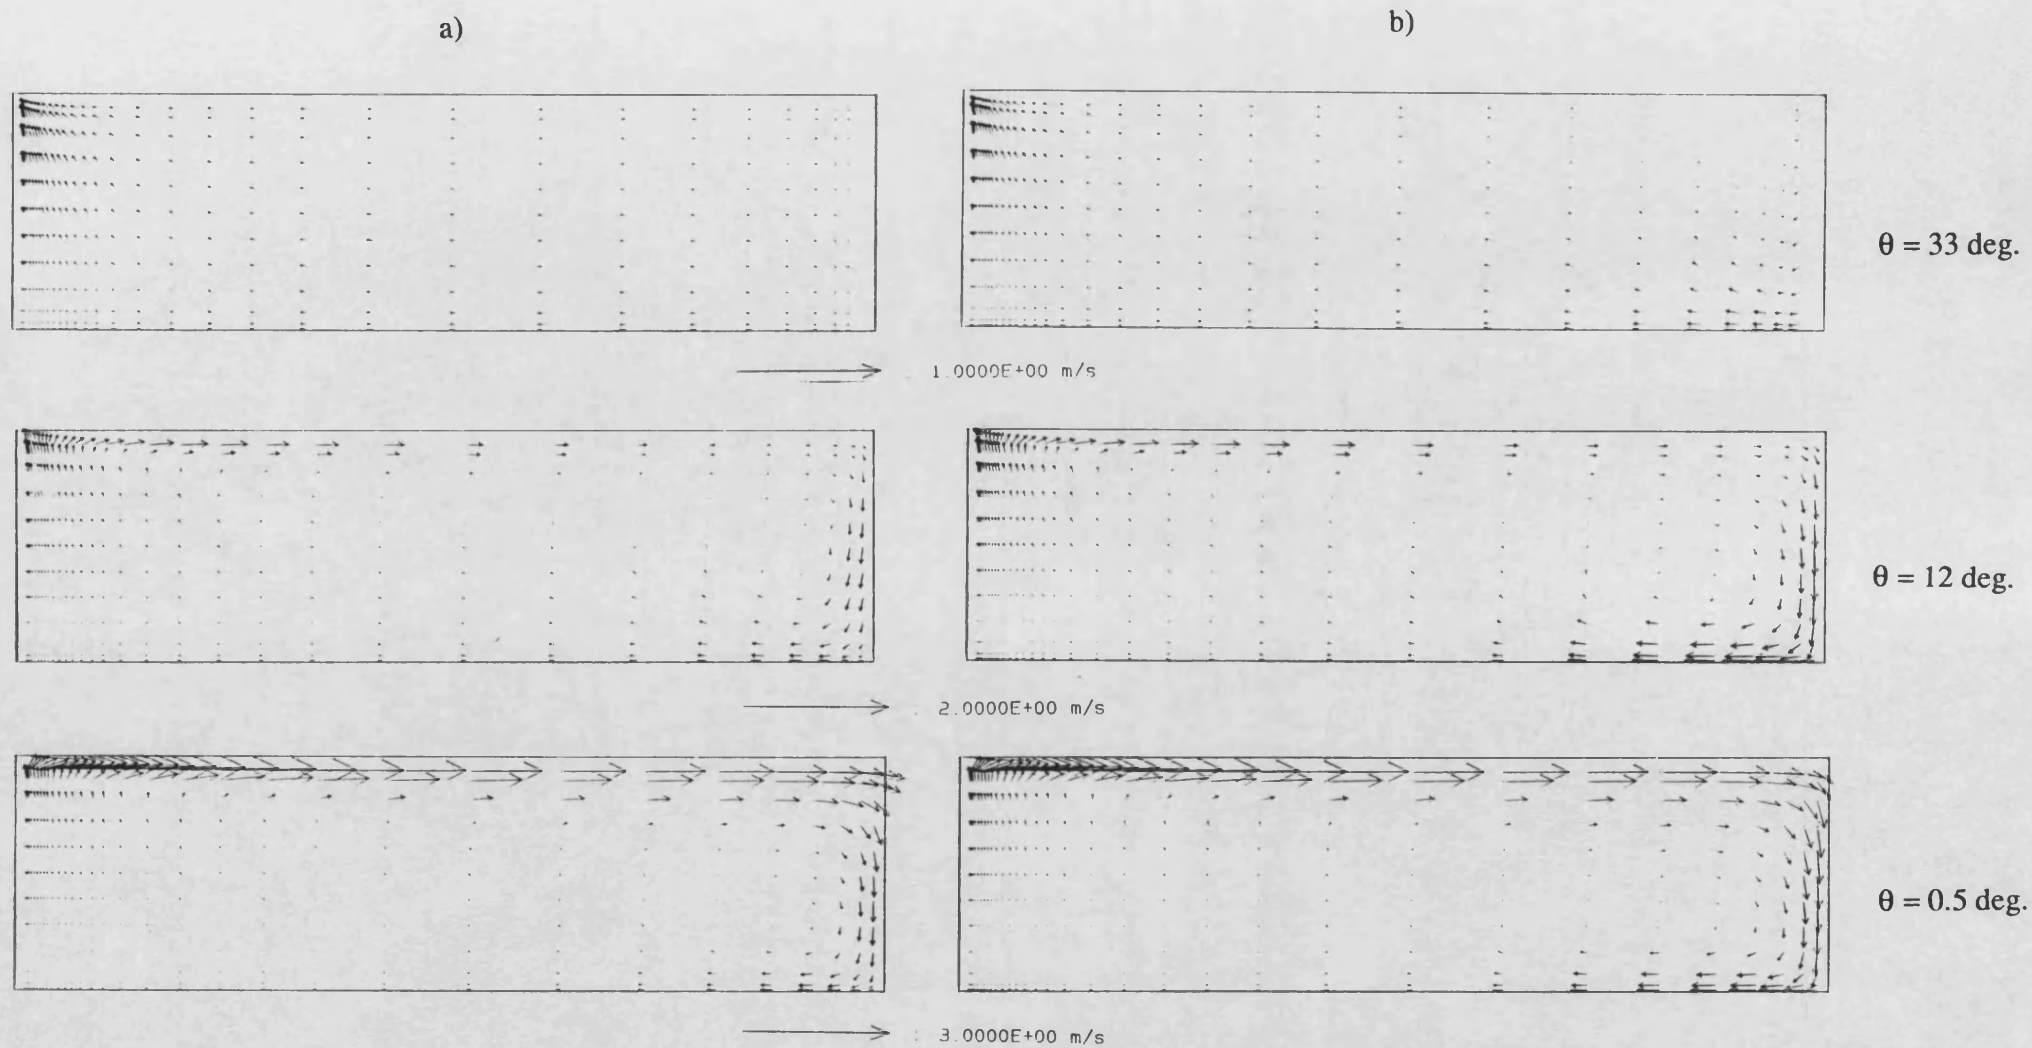 a)
b)
θ = 33 deg.
1.0000E+00 m/s
θ = 12 deg.
2.0000E+00 m/s
θ = 0.5 deg.
3.0000E+00 m/s